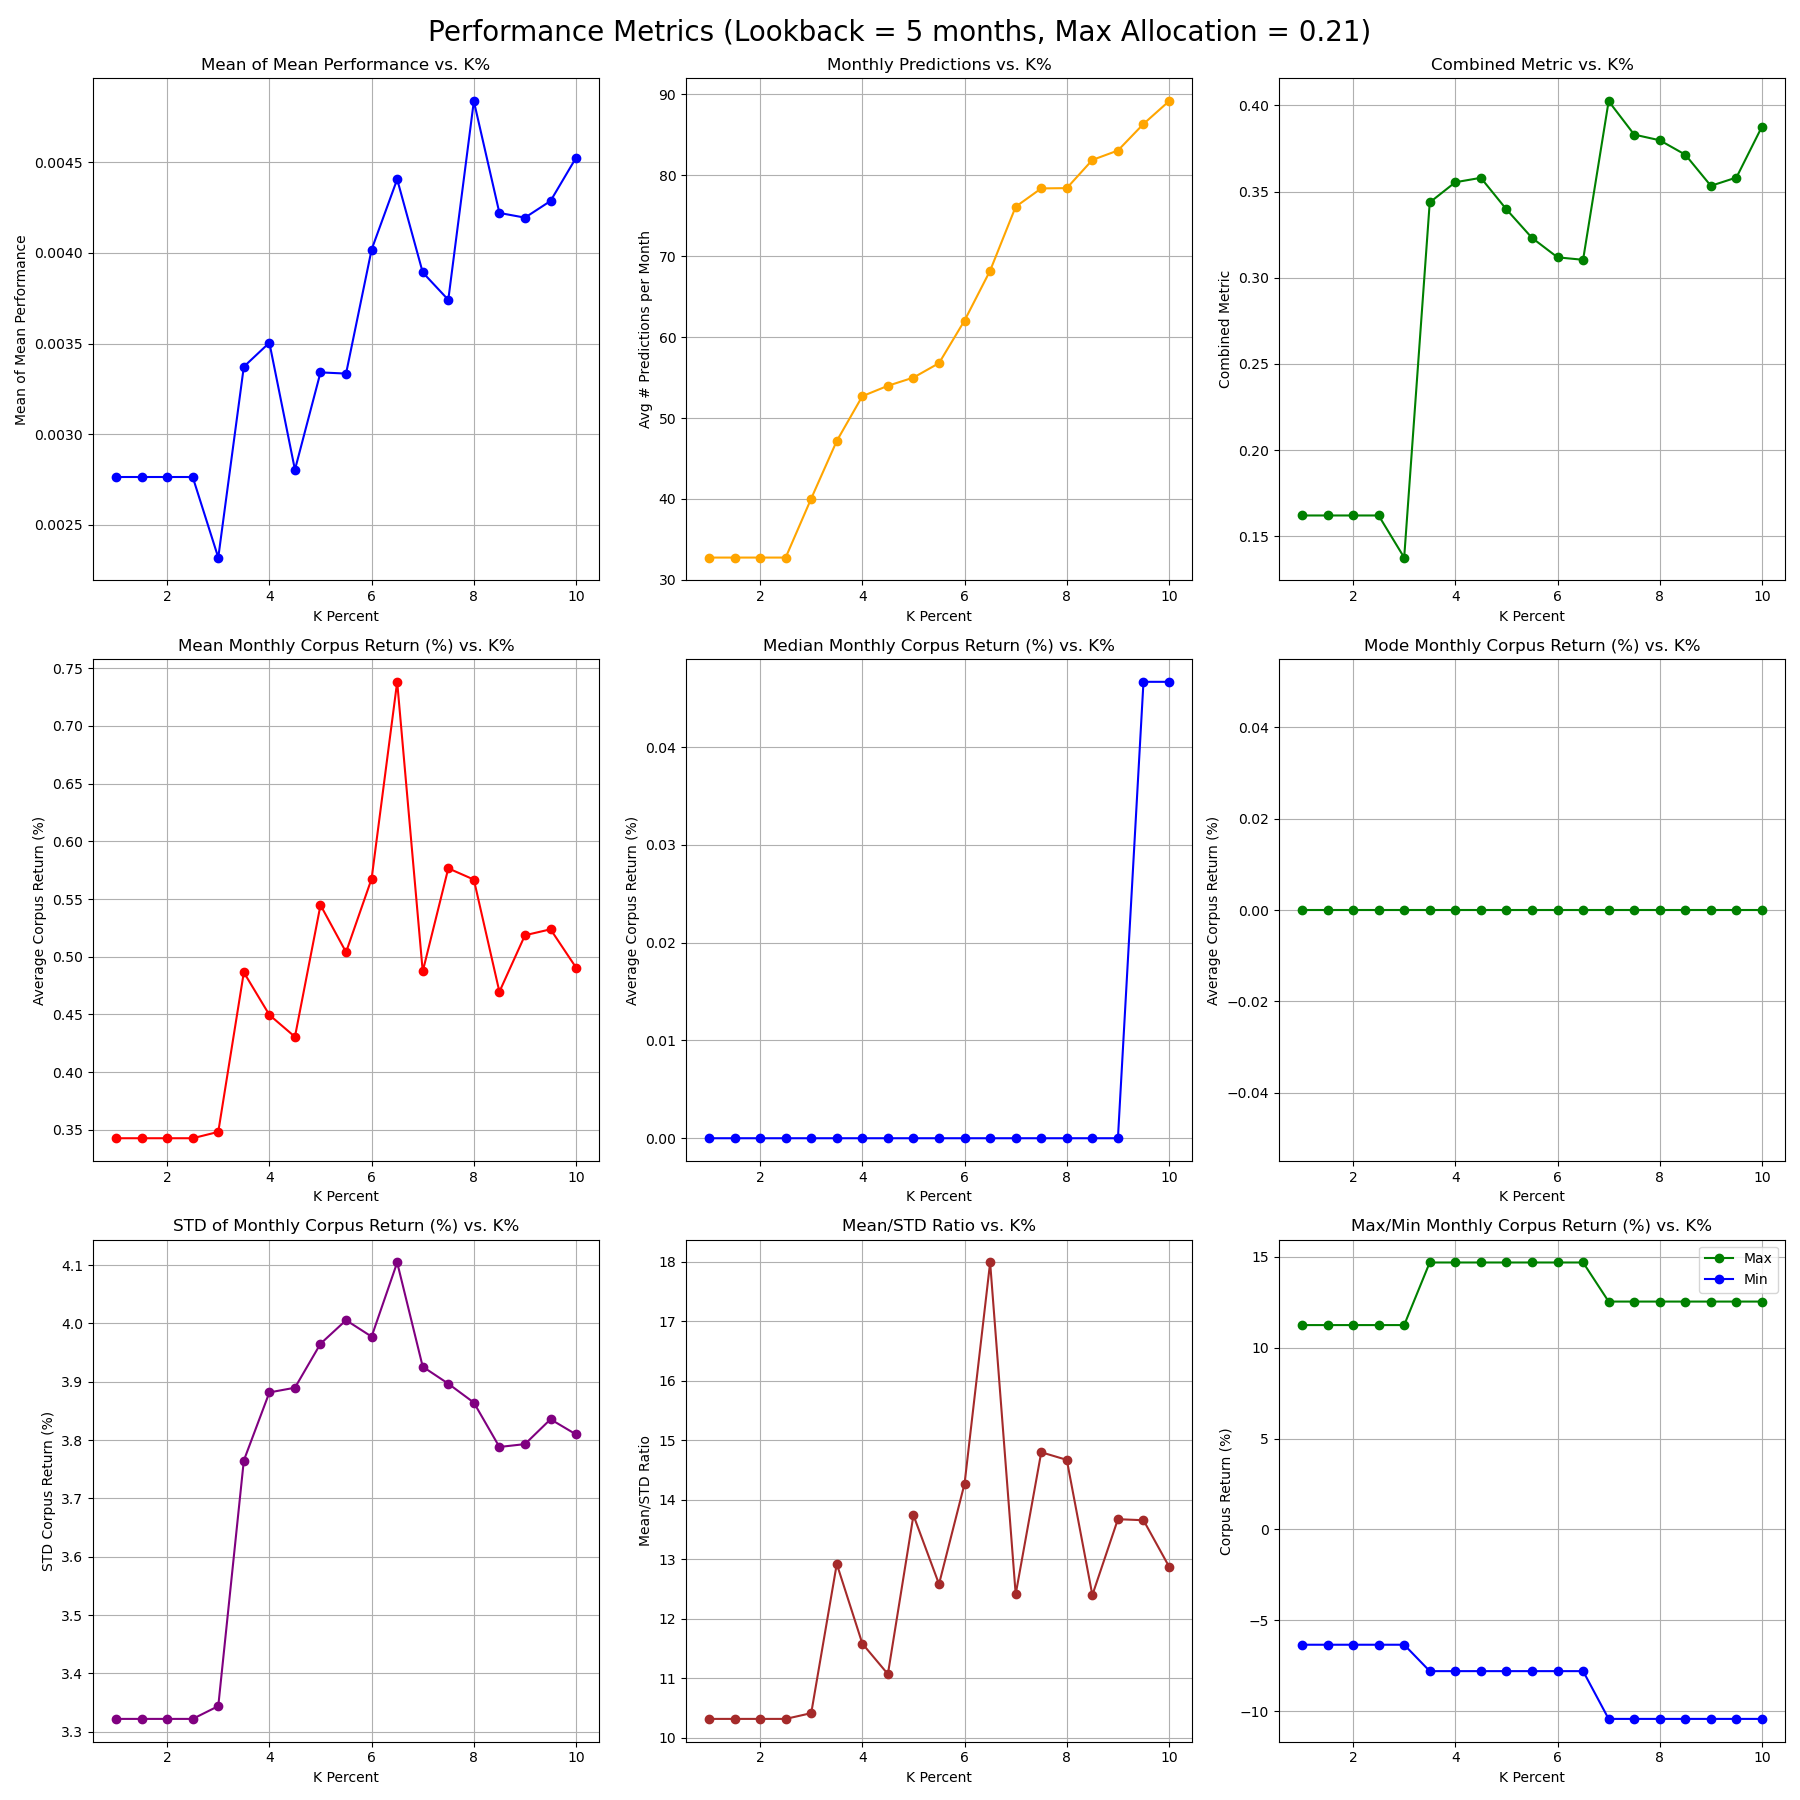 Performance Metrics (Lookback = 5 months, Max Allocation = 0.21)
Mean of Mean Performance vs. K%
Mean of Mean Performance
0.0045
0.0040
0.0035
0.0030
0.0025
2 4 6 8 10
K Percent
Monthly Predictions vs. K%
Avg # Predictions per Month
90
80
70
60
50
40
30
2 4 6 8 10
K Percent
Combined Metric vs. K%
Combined Metric
0.40
0.35
0.30
0.25
0.20
0.15
2 4 6 8 10
K Percent
Mean Monthly Corpus Return (%) vs. K%
Average Corpus Return (%)
0.75
0.70
0.65
0.60
0.55
0.50
0.45
0.40
0.35
2 4 6 8 10
K Percent
Median Monthly Corpus Return (%) vs. K%
Average Corpus Return (%)
0.04
0.03
0.02
0.01
0.00
2 4 6 8 10
K Percent
Mode Monthly Corpus Return (%) vs. K%
Average Corpus Return (%)
0.04
0.02
0.00
−0.02
−0.04
2 4 6 8 10
K Percent
STD of Monthly Corpus Return (%) vs. K%
STD Corpus Return (%)
4.1
4.0
3.9
3.8
3.7
3.6
3.5
3.4
3.3
2 4 6 8 10
K Percent
Mean/STD Ratio vs. K%
Mean/STD Ratio
18
17
16
15
14
13
12
11
10
2 4 6 8 10
K Percent
Max/Min Monthly Corpus Return (%) vs. K%
Corpus Return (%)
Max
Min
15
10
5
0
−5
−10
2 4 6 8 10
K Percent